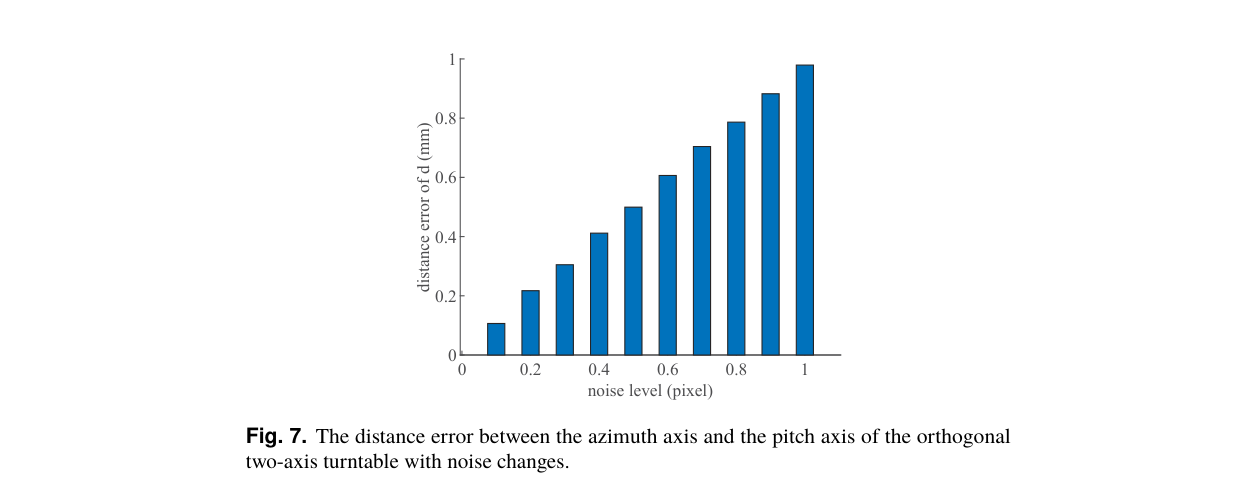 1
0.8
0.6
0.4
0.2
0
distance error of d (mm)
0 0.2 0.4 0.6 0.8 1
noise level (pixel)
Fig. 7. The distance error between the azimuth axis and the pitch axis of the orthogonal
two-axis turntable with noise changes.